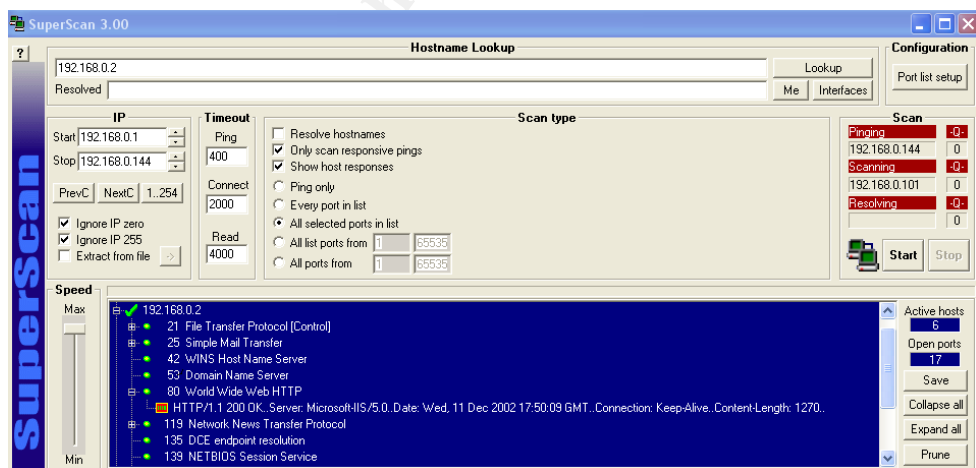 SuperScan 3.00
?
Hostname Lookup
192.168.0.2
Lookup
Resolved
Me Interfaces
Configuration
Port list setup
IP
Start 192.168.0.1
Stop 192.168.0.144
PrevC NextC 1..254
Ignore IP zero
Ignore IP 255
Extract from file ->
Timeout
Ping
400
Connect
2000
Read
4000
Scan type
Resolve hostnames
Only scan responsive pings
Show host responses
Ping only
Every port in list
All selected ports in list
All list ports from 1 65535
All ports from 1 65535
Scan
Pinging -Q-
192.168.0.144 0
Scanning -Q-
192.168.0.101 0
Resolving -Q-
0
Start Stop
SuperScan
Speed
Max
Min
192.168.0.2
21 File Transfer Protocol [Control]
25 Simple Mail Transfer
42 WINS Host Name Server
53 Domain Name Server
80 World Wide Web HTTP
HTTP/1.1 200 OK..Server: Microsoft-IIS/5.0..Date: Wed, 11 Dec 2002 17:50:09 GMT..Connection: Keep-Alive..Content-Length: 1270..
119 Network News Transfer Protocol
135 DCE endpoint resolution
139 NETBIOS Session Service
Active hosts
6
Open ports
17
Save
Collapse all
Expand all
Prune